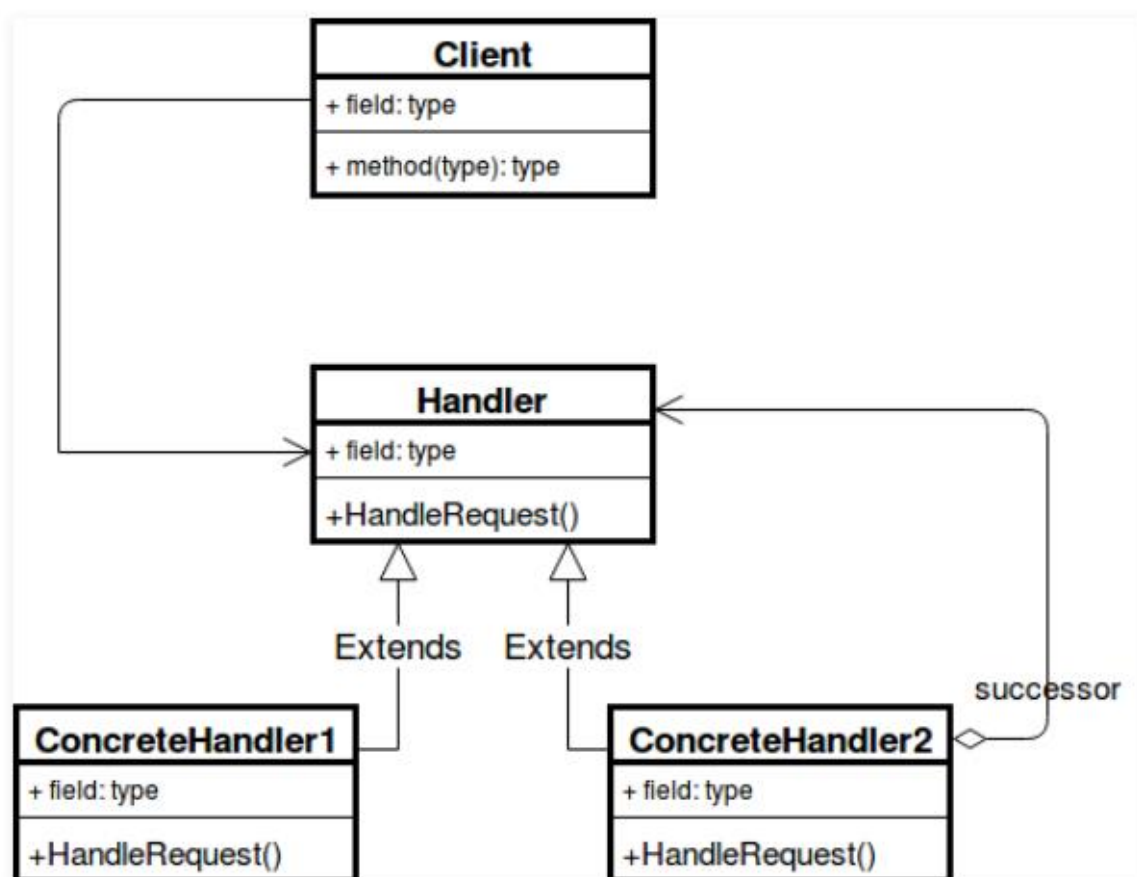 Client
+ field: type
+ method(type): type
Handler
+ field: type
+HandleRequest()
Extends
Extends
successor
ConcreteHandler1
+ field: type
+HandleRequest()
ConcreteHandler2
+ field: type
+HandleRequest()